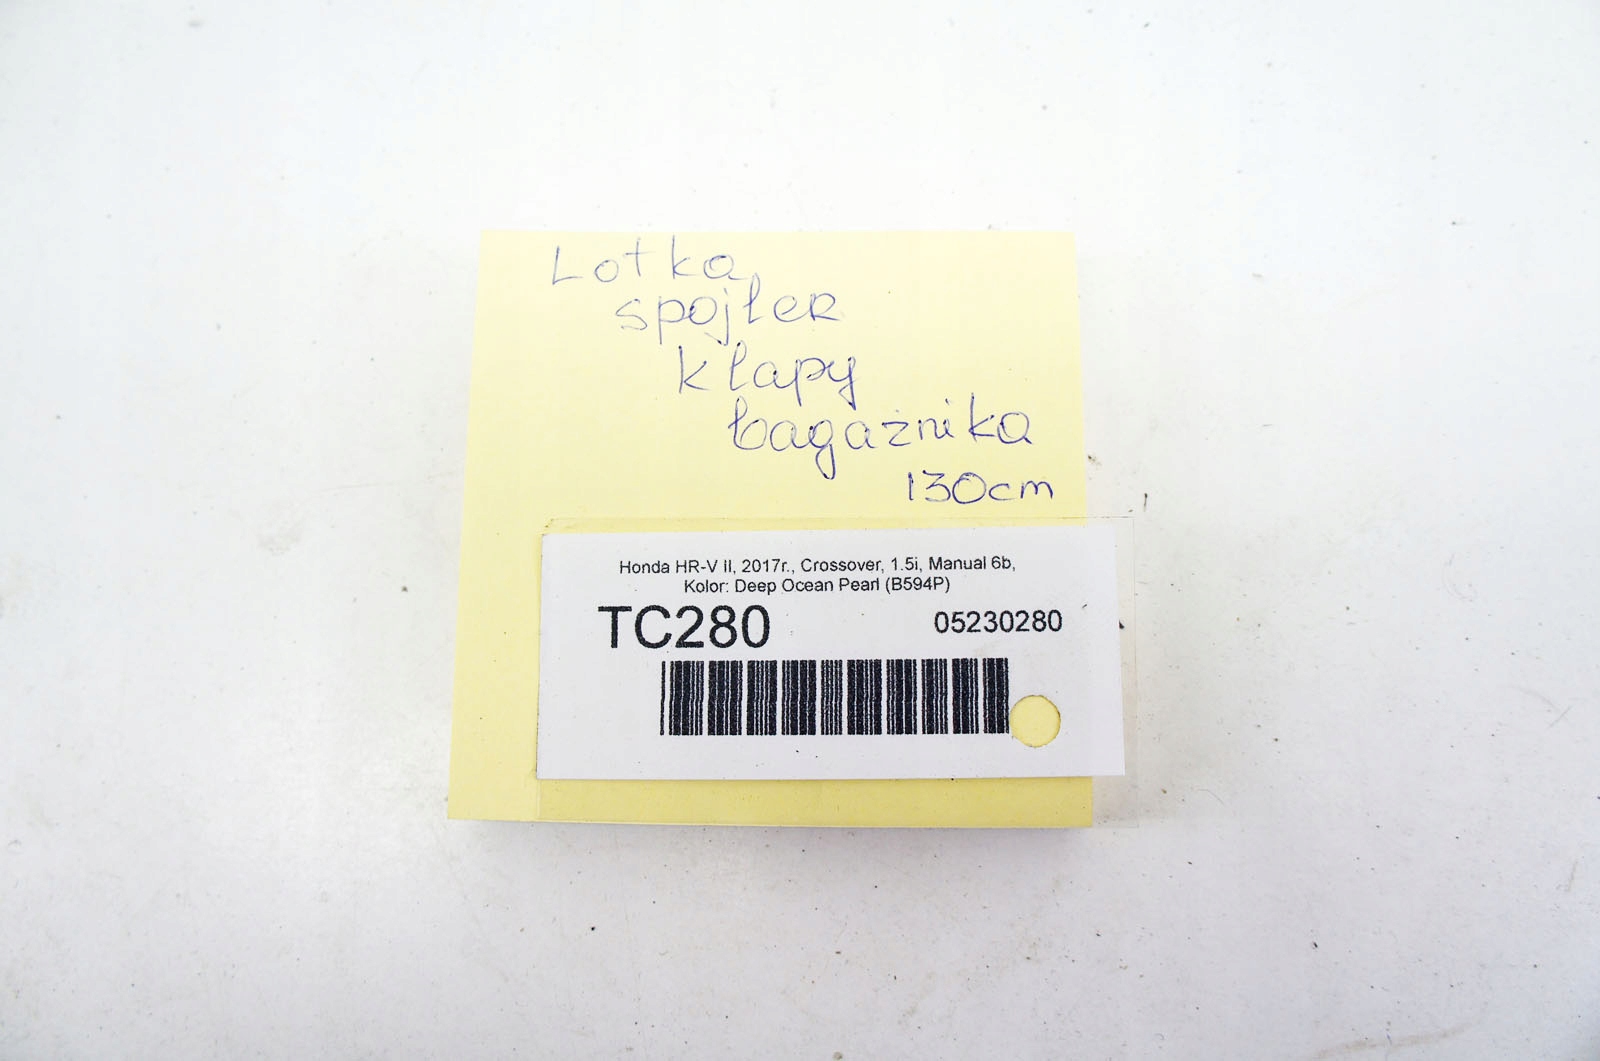 Lotka
spojler
klapy
bagażnika
130cm
Honda HR-V II, 2017r., Crossover, 1.5i, Manual 6b,
Kolor: Deep Ocean Pearl (B594P)
TC280
05230280